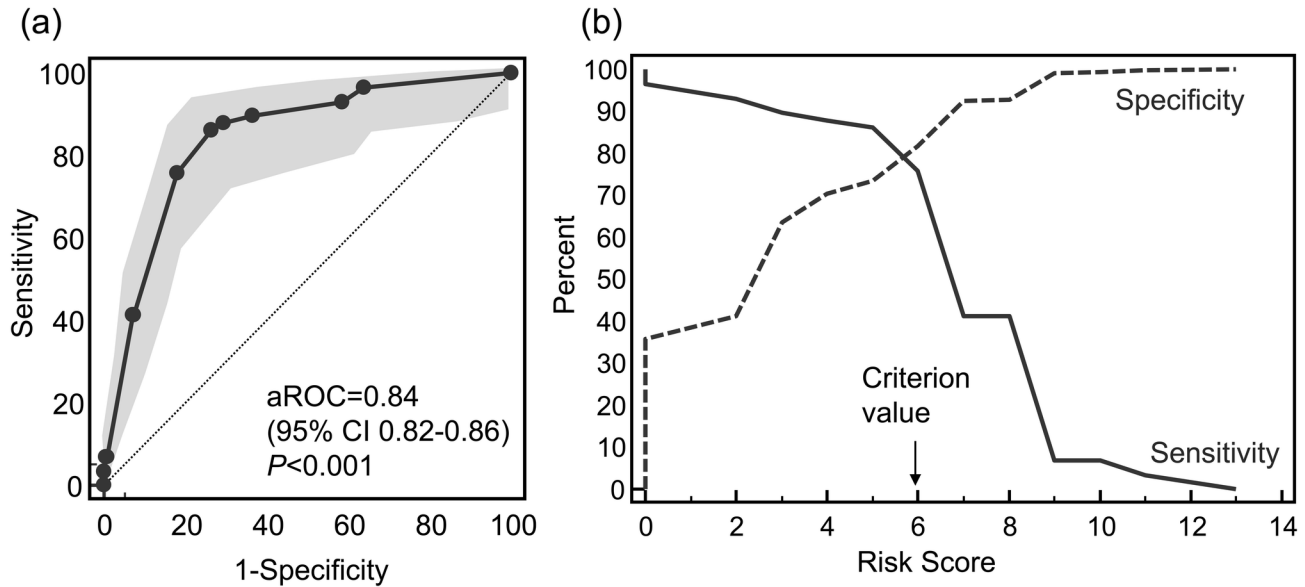 (a)
100
80
60
40
20
0
Sensitivity
0 20 40 60 80 100
1-Specificity
aROC=0.84
(95% CI 0.82-0.86)
P<0.001
(b)
100
90
80
70
60
50
40
30
20
10
0
Percent
Specificity
Criterion
value
Sensitivity
0 2 4 6 8 10 12 14
Risk Score